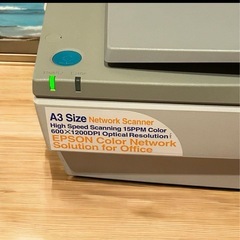 A3 Size Network Scanner
High Speed Scanning 15PPM Color
600×1200DPI Optical Resolution
EPSON Color Network
Solution for Office